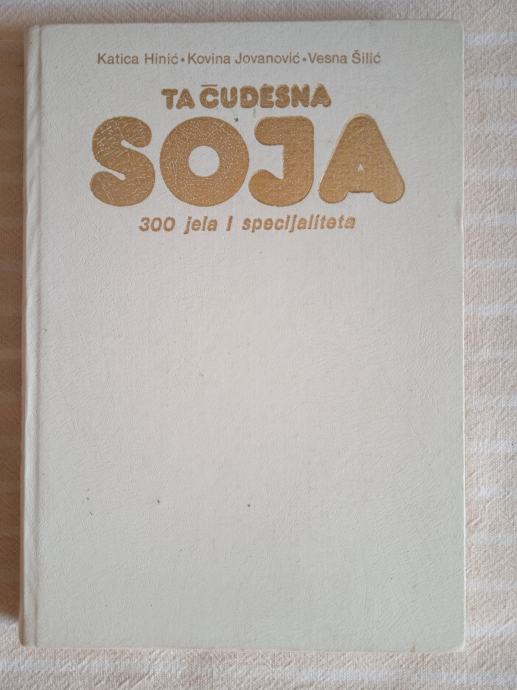 Katica Hinić • Kovina Jovanović • Vesna Šilić
TA ČUDESNA
SOJA
300 jela i specijaliteta